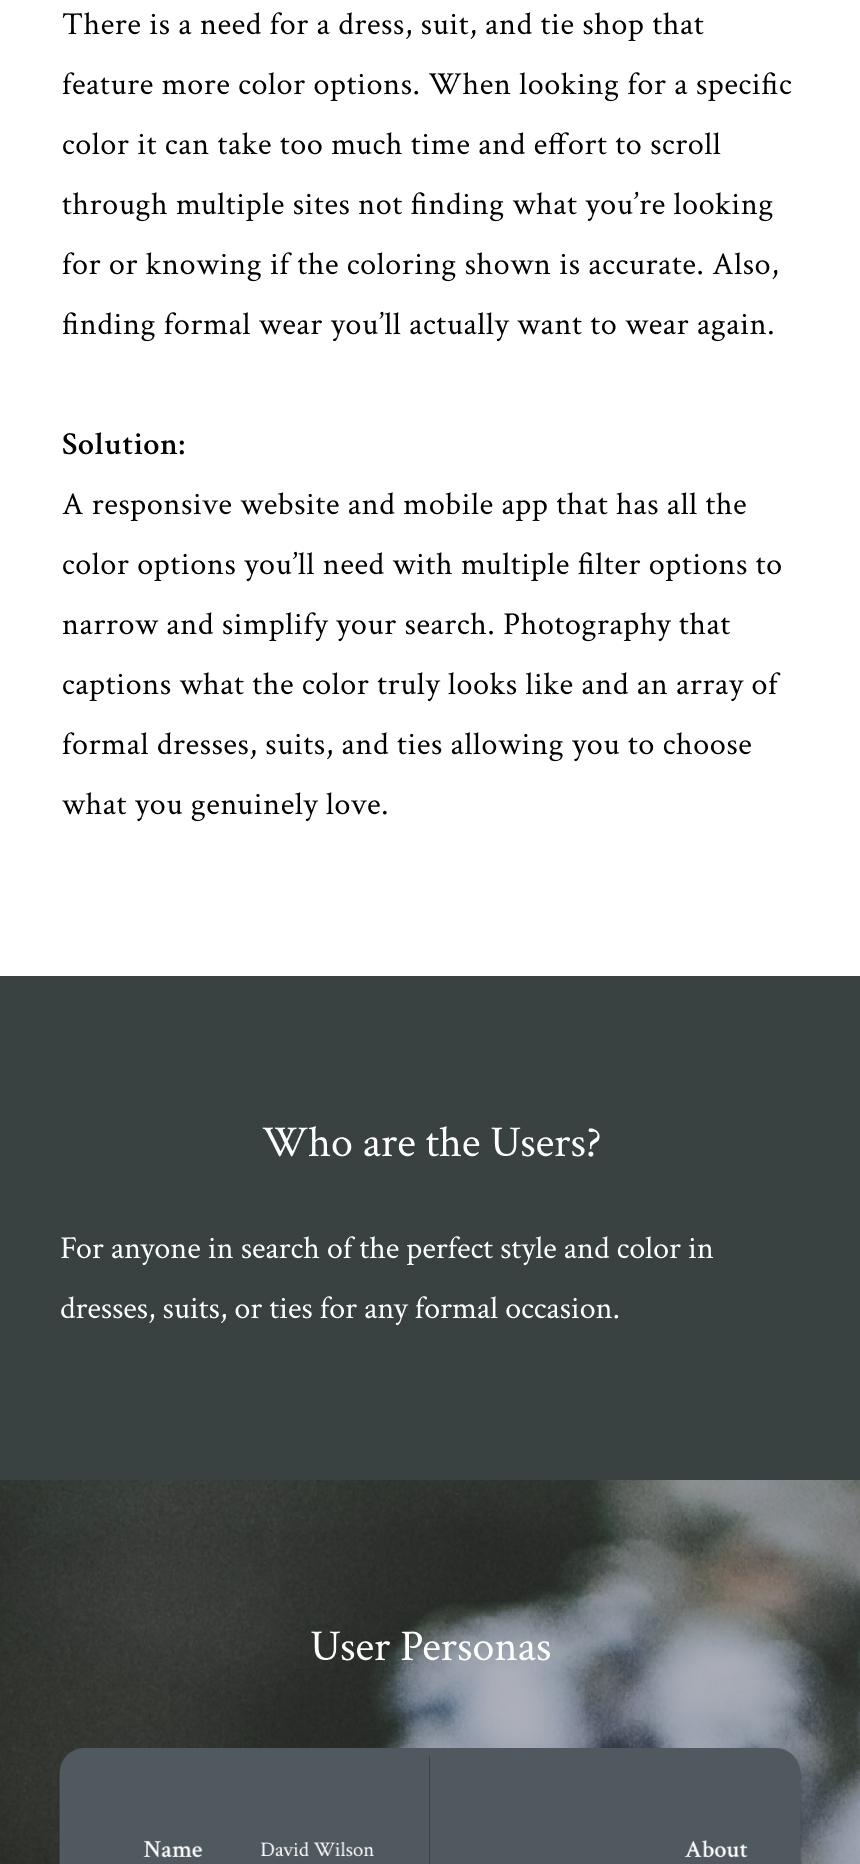 There is a need for a dress, suit, and tie shop that
feature more color options. When looking for a specific
color it can take too much time and effort to scroll
through multiple sites not finding what you’re looking
for or knowing if the coloring shown is accurate. Also,
finding formal wear you’ll actually want to wear again.
Solution:
A responsive website and mobile app that has all the
color options you’ll need with multiple filter options to
narrow and simplify your search. Photography that
captions what the color truly looks like and an array of
formal dresses, suits, and ties allowing you to choose
what you genuinely love.
Who are the Users?
For anyone in search of the perfect style and color in
dresses, suits, or ties for any formal occasion.
User Personas
Name David Wilson About